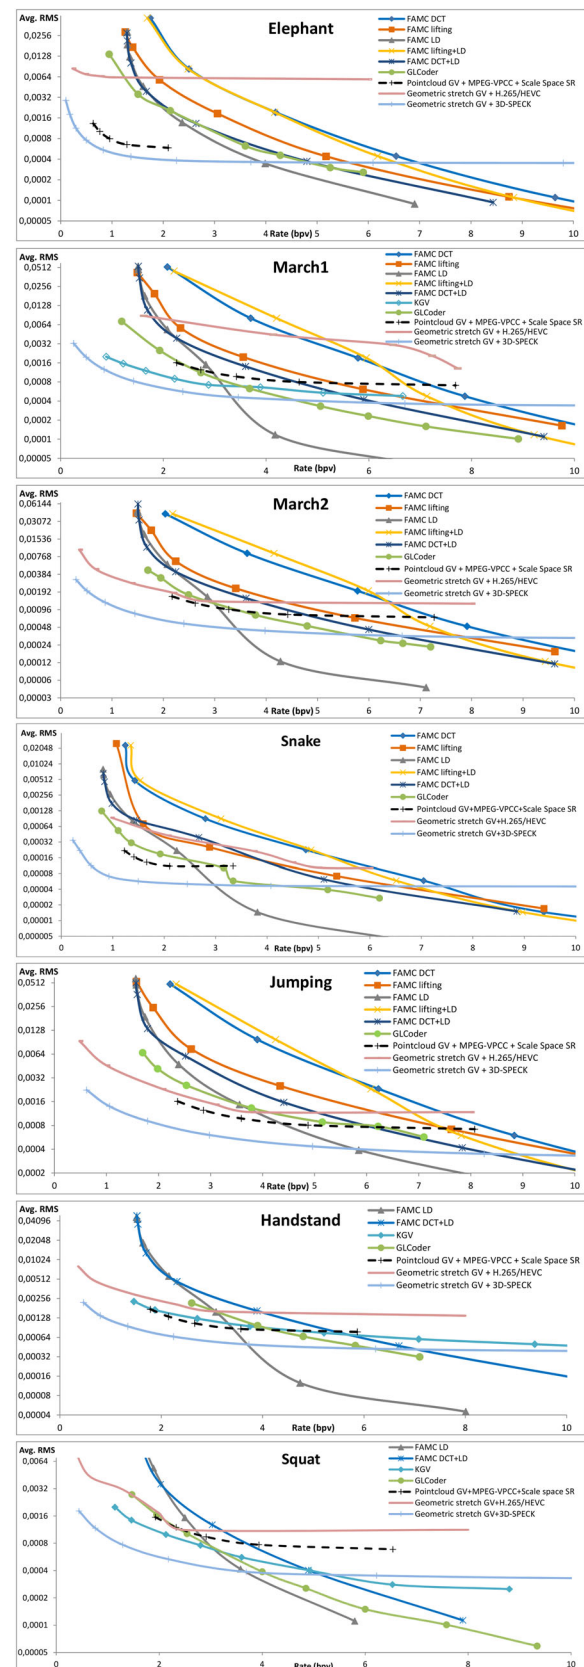 Avg. RMS
Elephant
FAMC DCT
FAMC lifting
FAMC LD
FAMC lifting+LD
FAMC DCT+LD
GLCoder
Pointcloud GV + MPEG-VPCC + Scale Space SR
Geometric stretch GV + H.265/HEVC
Geometric stretch GV + 3D-SPECK
0,0256
0,0128
0,0064
0,0032
0,0016
0,0008
0,0004
0,0002
0,0001
0,00005
0 1 2 3 4 5 6 7 8 9 10
Rate (bpv)
Avg. RMS
March1
FAMC DCT
FAMC lifting
FAMC LD
FAMC lifting+LD
FAMC DCT+LD
KGV
GLCoder
Pointcloud GV + MPEG-VPCC + Scale Space SR
Geometric stretch GV + H.265/HEVC
Geometric stretch GV + 3D-SPECK
0,0512
0,0256
0,0128
0,0064
0,0032
0,0016
0,0008
0,0004
0,0002
0,0001
0,00005
0 2 4 6 8 10
Rate (bpv)
Avg. RMS
March2
FAMC DCT
FAMC lifting
FAMC LD
FAMC lifting+LD
FAMC DCT+LD
GLCoder
Pointcloud GV + MPEG-VPCC + Scale Space SR
Geometric stretch GV + H.265/HEVC
Geometric stretch GV + 3D-SPECK
0,06144
0,03072
0,01536
0,00768
0,00384
0,00192
0,00096
0,00048
0,00024
0,00012
0,00006
0,00003
0 1 2 3 4 5 6 7 8 9 10
Rate (bpv)
Avg. RMS
Snake
FAMC DCT
FAMC lifting
FAMC LD
FAMC lifting+LD
FAMC DCT+LD
GLCoder
Pointcloud GV+MPEG-VPCC+Scale Space SR
Geometric stretch GV+H.265/HEVC
Geometric stretch GV+3D-SPECK
0,02048
0,01024
0,00512
0,00256
0,00128
0,00064
0,00032
0,00016
0,00008
0,00004
0,00002
0,00001
0,000005
0 1 2 3 4 5 6 7 8 9 10
Rate (bpv)
Avg. RMS
Jumping
FAMC DCT
FAMC lifting
FAMC LD
FAMC lifting+LD
FAMC DCT+LD
GLCoder
Pointcloud GV + MPEG-VPCC + Scale Space SR
Geometric stretch GV + H.265/HEVC
Geometric stretch GV + 3D-SPECK
0,0512
0,0256
0,0128
0,0064
0,0032
0,0016
0,0008
0,0004
0,0002
0 1 2 3 4 5 6 7 8 9 10
Rate (bpv)
Avg. RMS
Handstand
FAMC LD
FAMC DCT+LD
KGV
GLCoder
Pointcloud GV + MPEG-VPCC + Scale Space SR
Geometric stretch GV + H.265/HEVC
Geometric stretch GV + 3D-SPECK
0,04096
0,02048
0,01024
0,00512
0,00256
0,00128
0,00064
0,00032
0,00016
0,00008
0,00004
0 2 4 6 8 10
Rate (bpv)
Avg. RMS
Squat
FAMC LD
FAMC DCT+LD
KGV
GLCoder
Pointcloud GV+MPEG-VPCC+Scale space SR
Geometric stretch GV+H.265/HEVC
Geometric stretch GV+3D-SPECK
0,0064
0,0032
0,0016
0,0008
0,0004
0,0002
0,0001
0,00005
0 2 4 6 8 10
Rate (bpv)